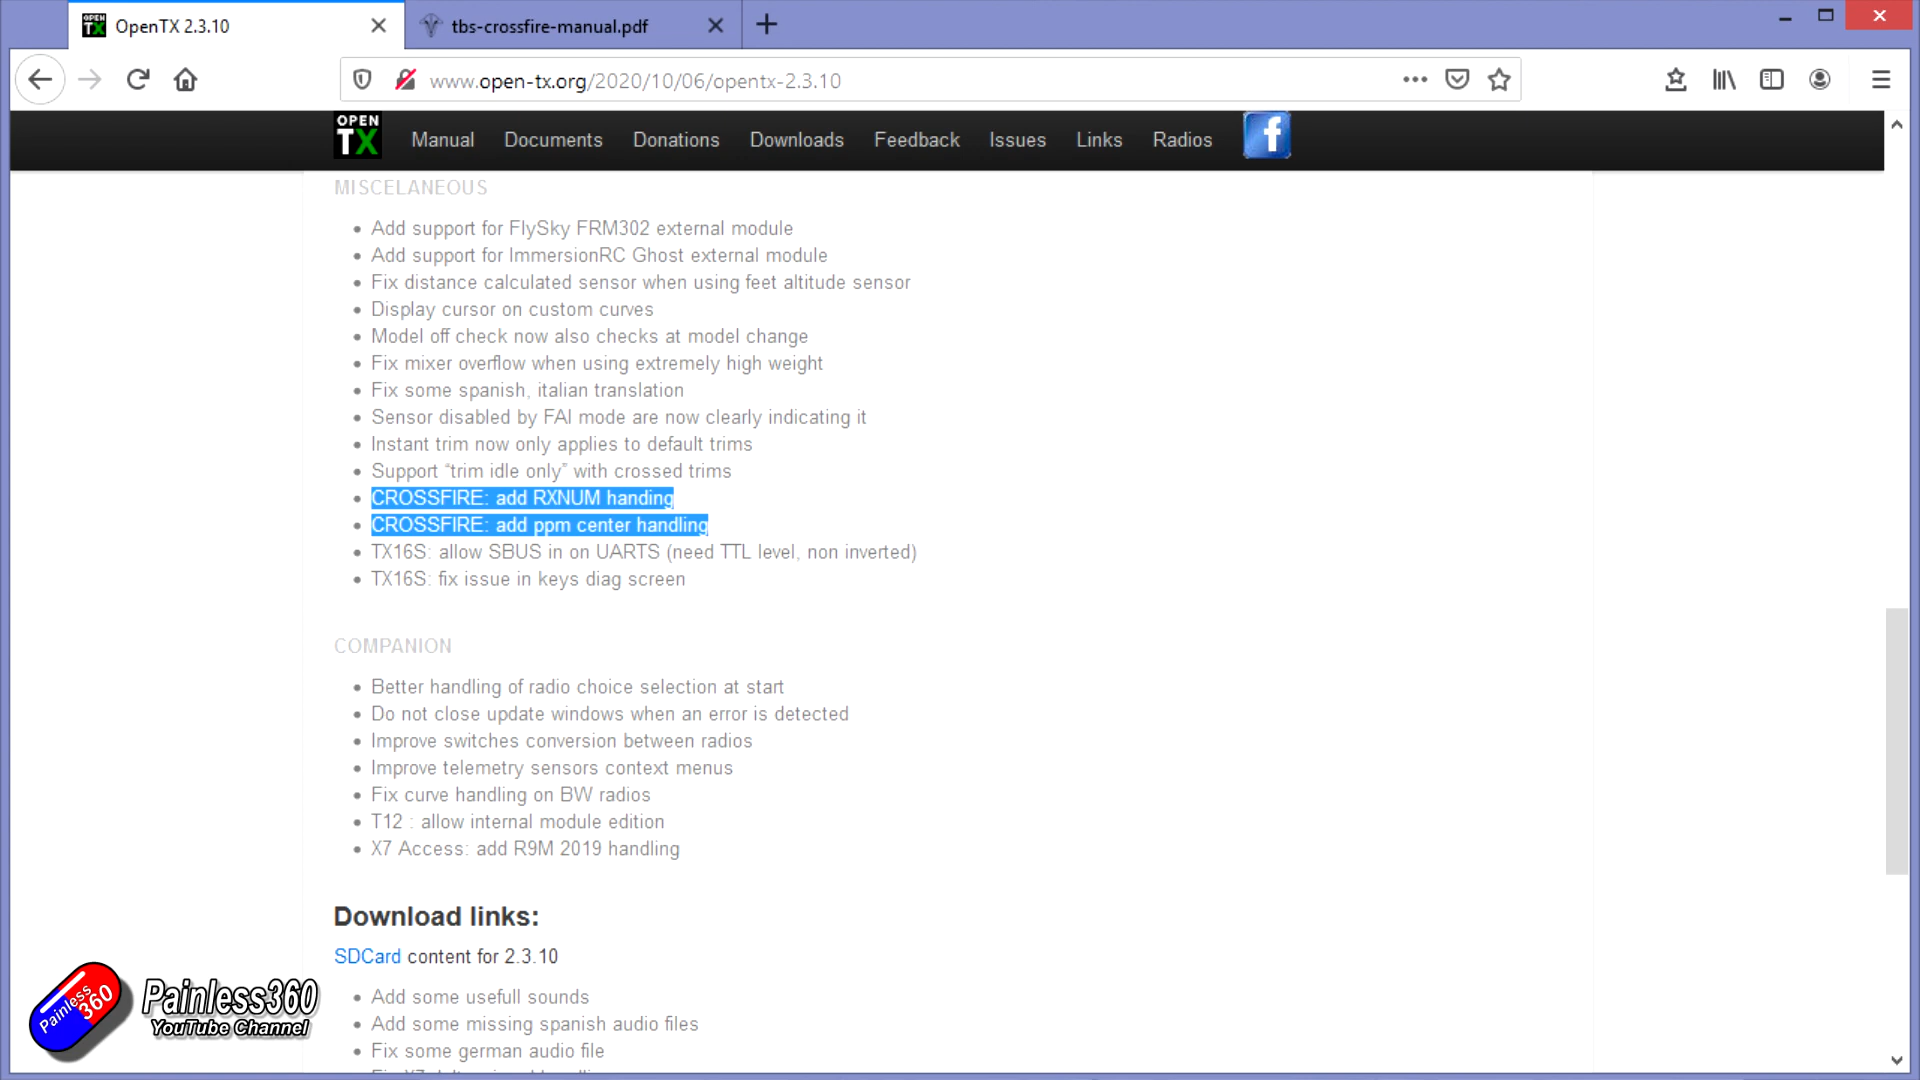 OPEN TX OpenTX 2.3.10 tbs-crossfire-manual.pdf
www.open-tx.org/2020/10/06/opentx-2.3.10
OPEN TX Manual Documents Donations Downloads Feedback Issues Links Radios f
MISCELANEOUS
Add support for FlySky FRM302 external module
Add support for ImmersionRC Ghost external module
Fix distance calculated sensor when using feet altitude sensor
Display cursor on custom curves
Model off check now also checks at model change
Fix mixer overflow when using extremely high weight
Fix some spanish, italian translation
Sensor disabled by FAI mode are now clearly indicating it
Instant trim now only applies to default trims
Support “trim idle only” with crossed trims
CROSSFIRE: add RXNUM handing
CROSSFIRE: add ppm center handling
TX16S: allow SBUS in on UARTS (need TTL level, non inverted)
TX16S: fix issue in keys diag screen
COMPANION
Better handling of radio choice selection at start
Do not close update windows when an error is detected
Improve switches conversion between radios
Improve telemetry sensors context menus
Fix curve handling on BW radios
T12 : allow internal module edition
X7 Access: add R9M 2019 handling
Download links:
SDCard content for 2.3.10
Add some usefull sounds
Add some missing spanish audio files
Fix some german audio file
Painless 360
Painless360
YouTube Channel